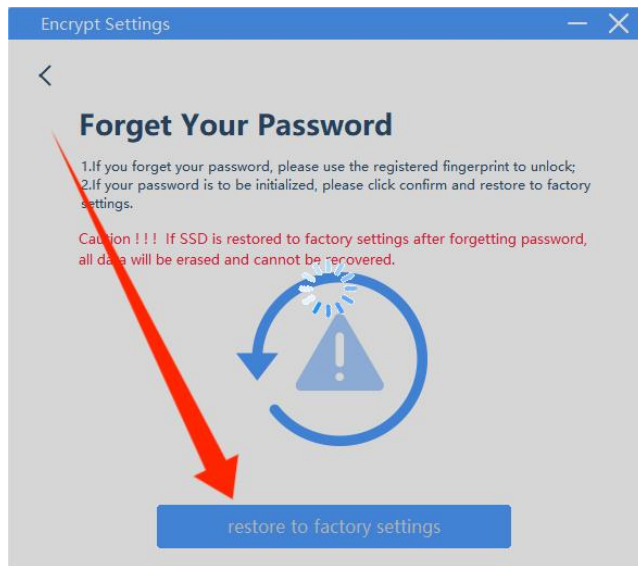 Encrypt Settings
Forget Your Password
1.If you forget your password, please use the registered fingerprint to unlock;
2.If your password is to be initialized, please click confirm and restore to factory
settings.
Caution ! ! !  If SSD is restored to factory settings after forgetting password,
all data will be erased and cannot be recovered.
restore to factory settings